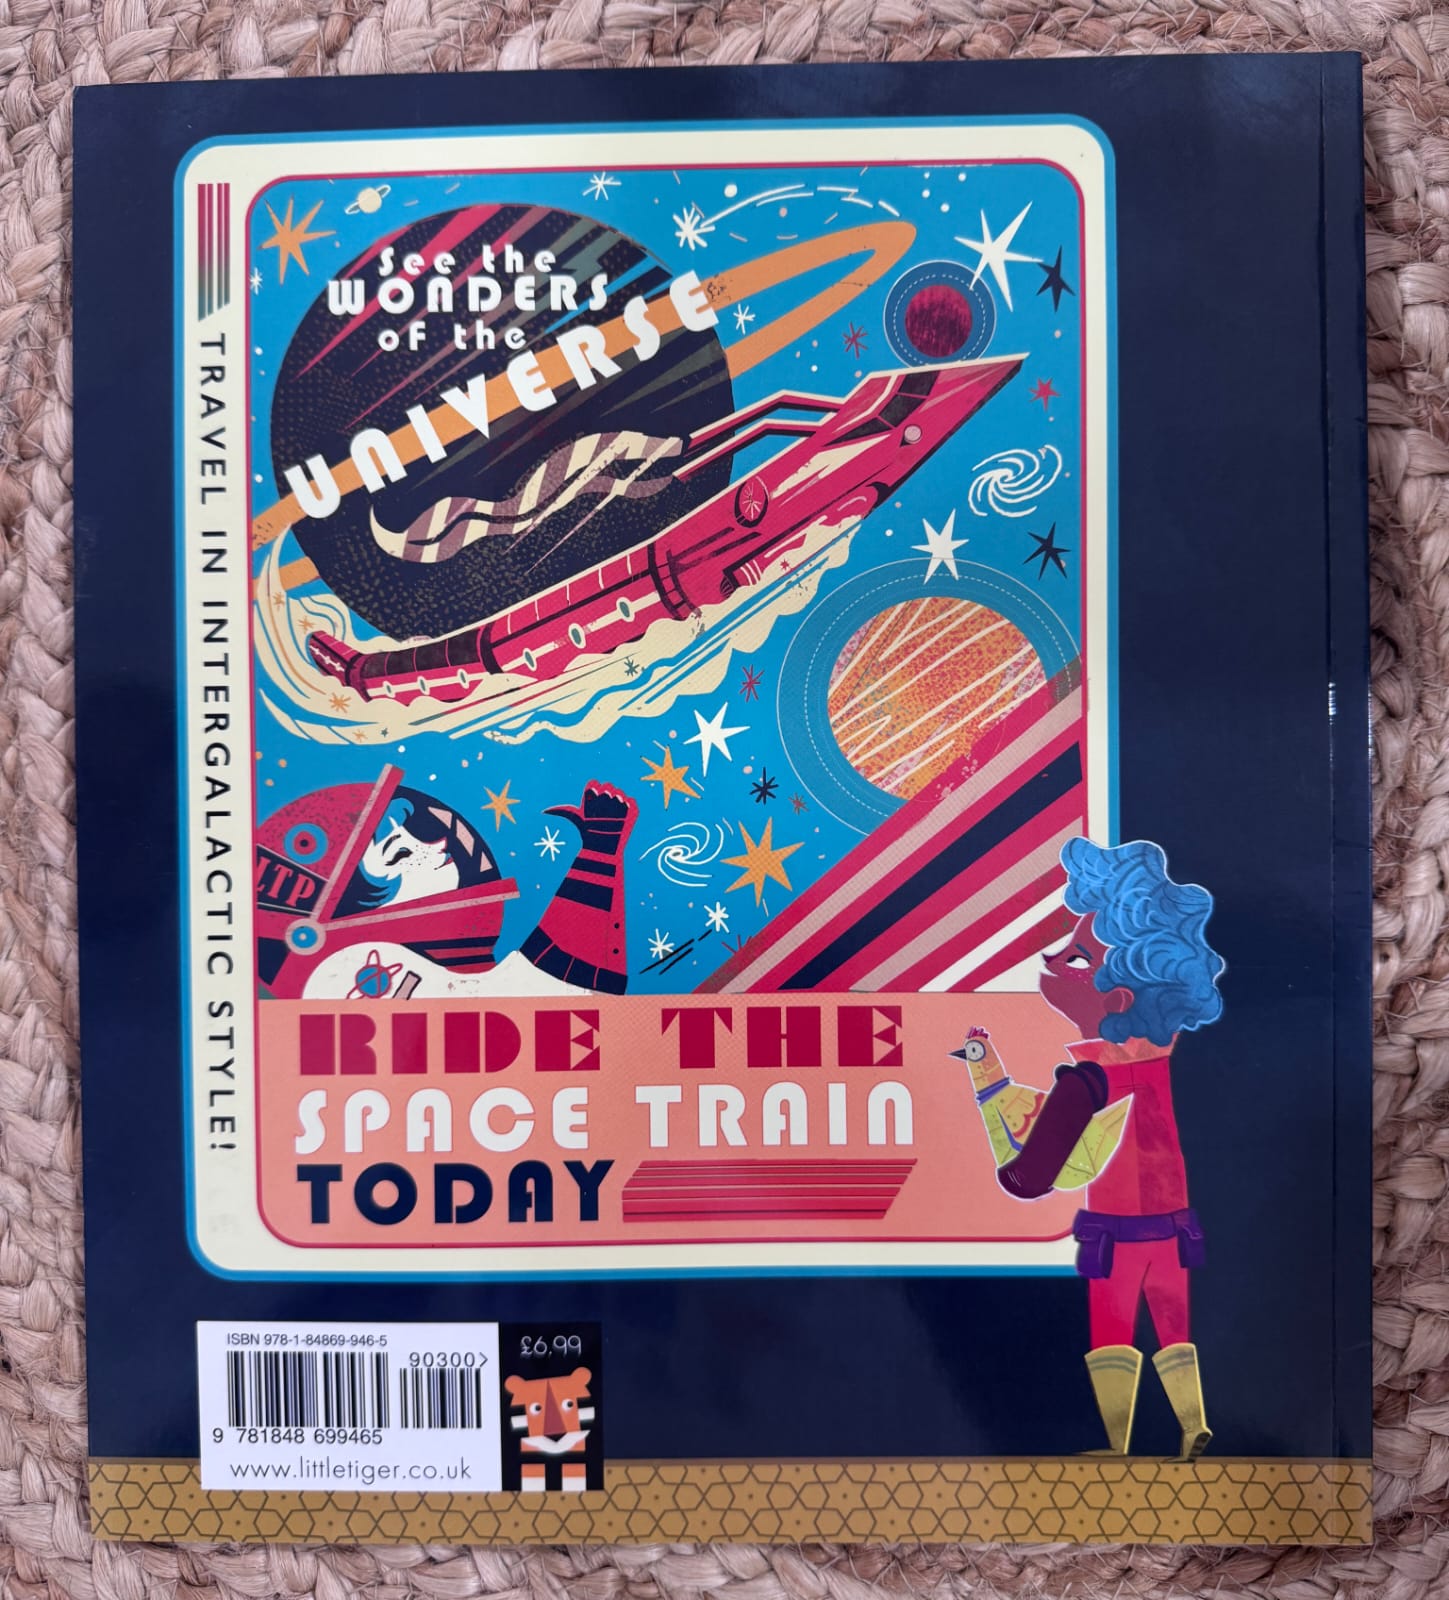 See the
WONDERS
of the
UNIVERSE
TRAVEL IN INTERGALACTIC STYLE!
LTP
RIDE THE
SPACE TRAIN
TODAY
ISBN 978-1-84869-946-5
90300>
9 781848 699465
www.littletiger.co.uk
£6.99